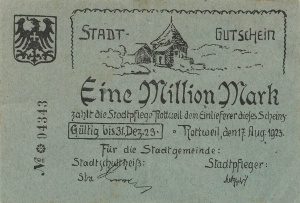 STADT- GUTSCHEIN
Eine Million Mark
zahlt die Stadtpflege Rottweil dem Einlieferer dieses Scheins
Gültig bis 31. Dez. 23. Rottweil, den 17. Aug. 1923.
Für die Stadtgemeinde:
Stadtschultheiß: Stadtpfleger:
Stv.
№ 04343